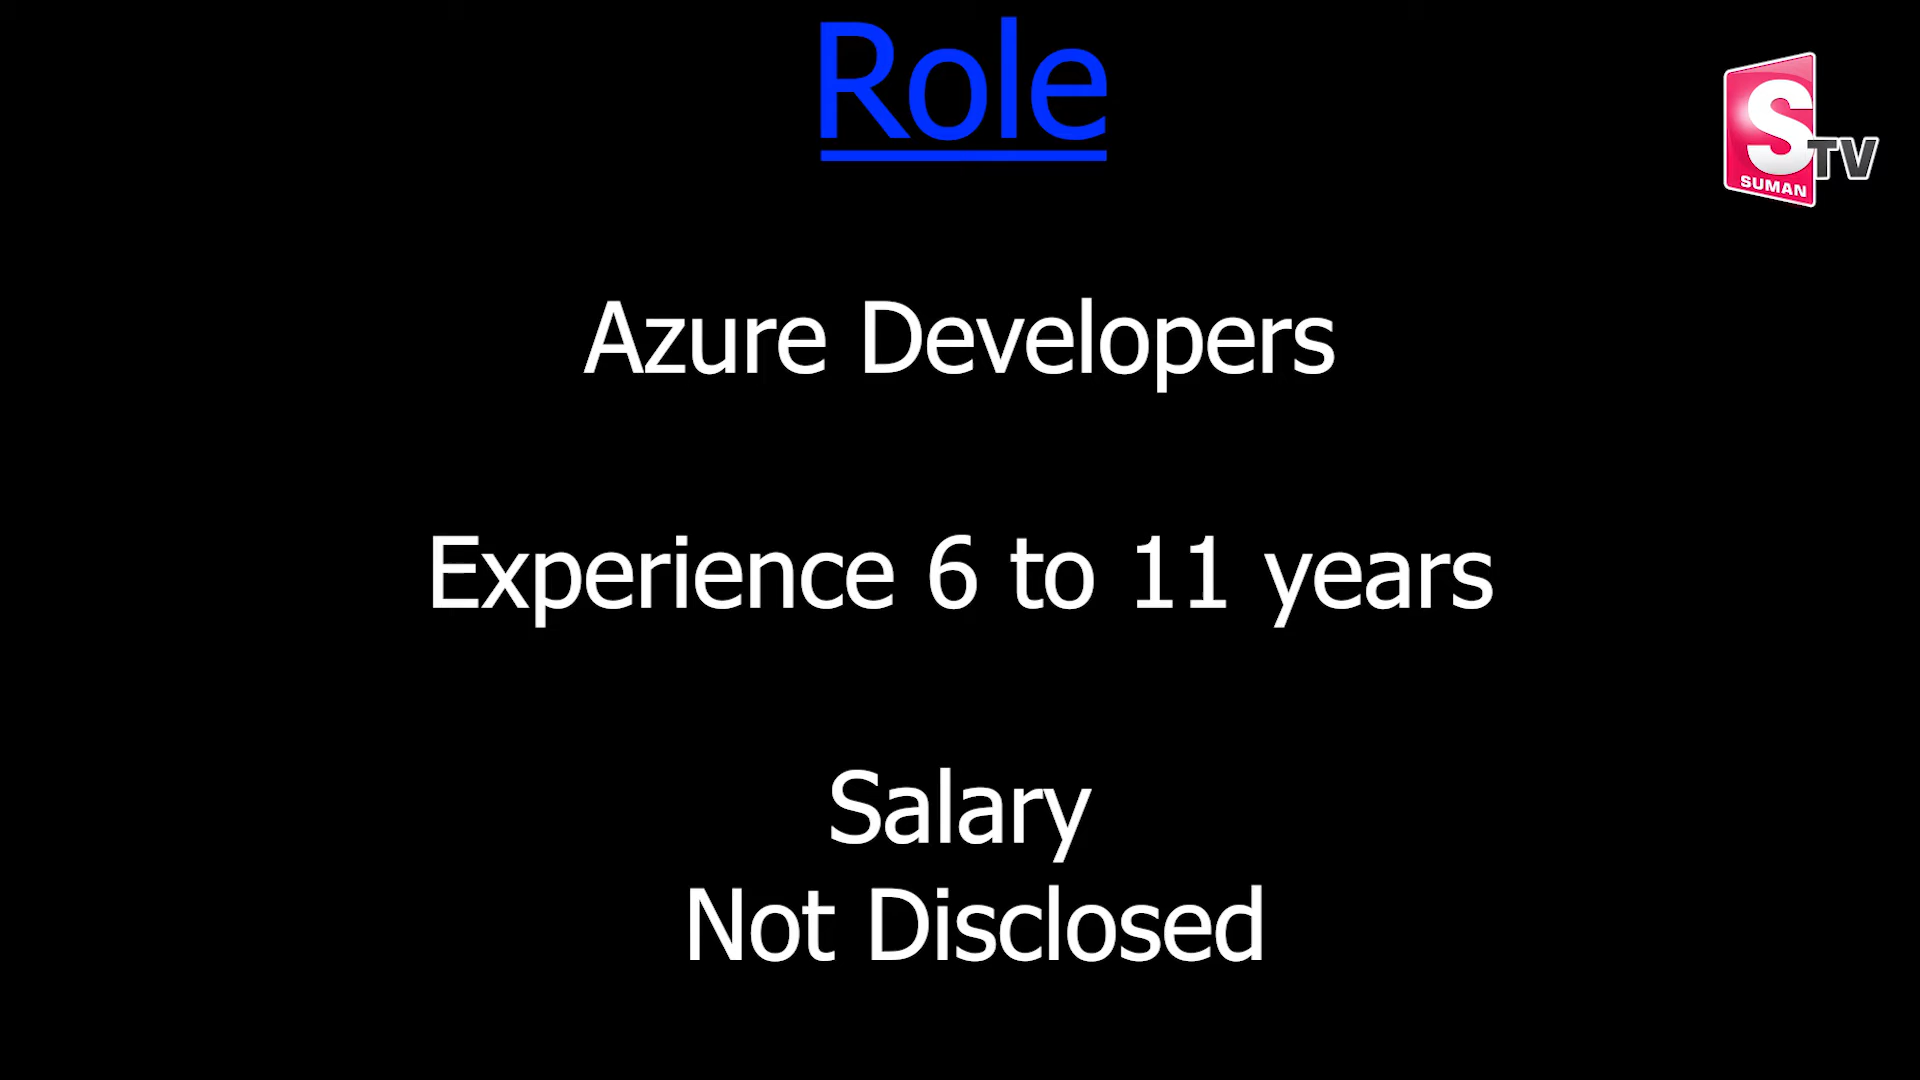 Role
S TV
SUMAN
Azure Developers
Experience 6 to 11 years
Salary
Not Disclosed